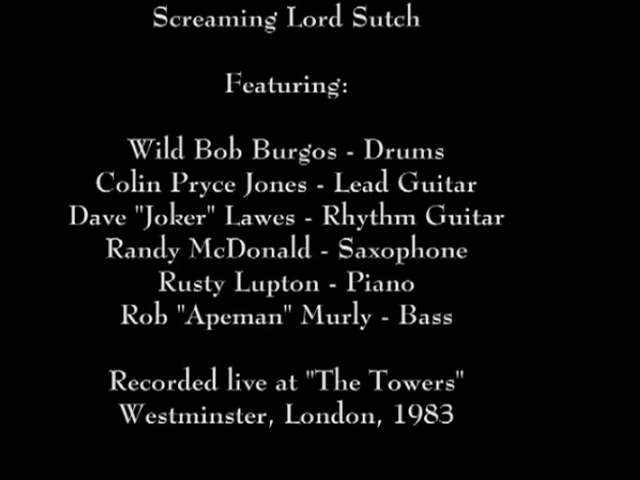 Screaming Lord Sutch
Featuring:
Wild Bob Burgos - Drums
Colin Pryce Jones - Lead Guitar
Dave "Joker" Lawes - Rhythm Guitar
Randy McDonald - Saxophone
Rusty Lupton - Piano
Rob "Apeman" Murly - Bass
Recorded live at "The Towers"
Westminster, London, 1983